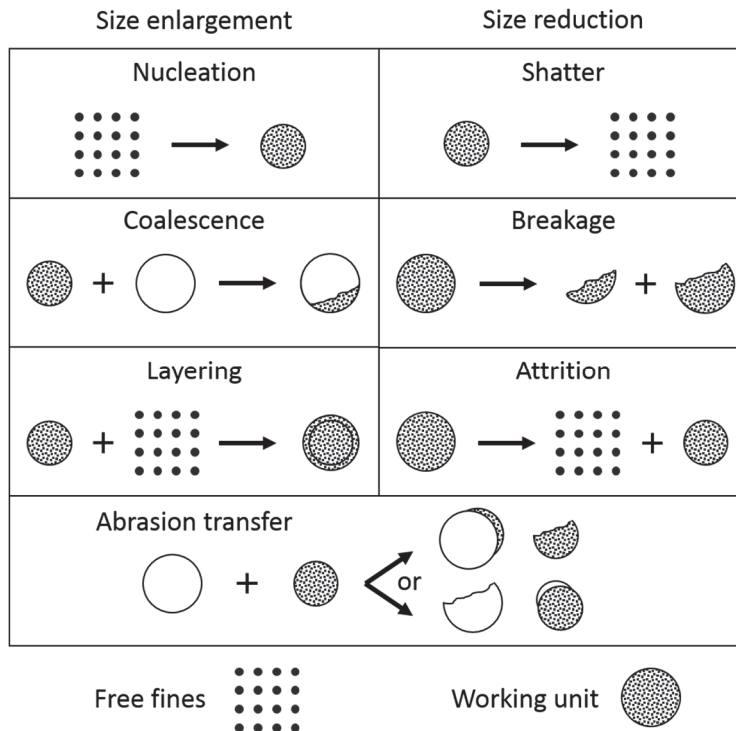 Size enlargement
Size reduction
Nucleation
Shatter
Coalescence
Breakage
+
+
Layering
Attrition
+
+
Abrasion transfer
+
or
Free fines
Working unit